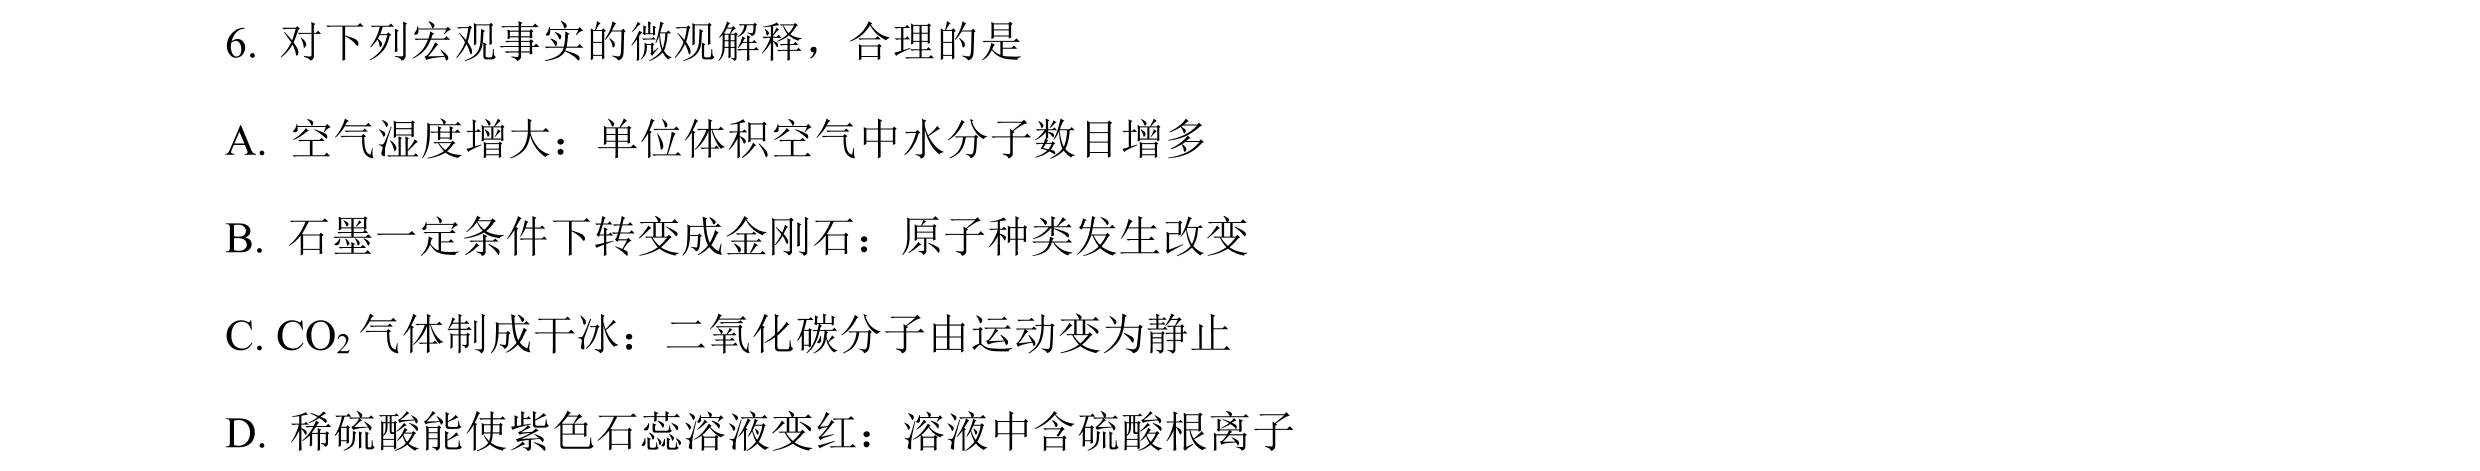 6. 对下列宏观事实的微观解释，合理的是
A. 空气湿度增大：单位体积空气中水分子数目增多
B. 石墨一定条件下转变成金刚石：原子种类发生改变
C. CO₂气体制成干冰：二氧化碳分子由运动变为静止
D. 稀硫酸能使紫色石蕊溶液变红：溶液中含硫酸根离子